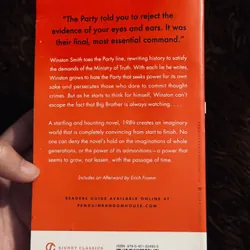 "The Party told you to reject the
evidence of your eyes and ears. It was
their final, most essential command."
Winston Smith toes the Party line, rewriting history to satisfy
the demands of the Ministry of Truth. With each lie he writes,
Winston grows to hate the Party that seeks power for its own
sake and persecutes those who dare to commit thought
crimes. But as he starts to think for himself, Winston can't
escape the fact that Big Brother is always watching. . . .
A startling and haunting novel, 1984 creates an imaginary
world that is completely convincing from start to finish. No
one can deny the novel's hold on the imaginations of whole
generations, or the power of its admonitions—a power that
seems to grow, not lessen, with the passage of time.
Includes an Afterword by Erich Fromm
READERS GUIDE AVAILABLE ONLINE AT
PENGUINRANDOMHOUSE.COM
SIGNET CLASSICS